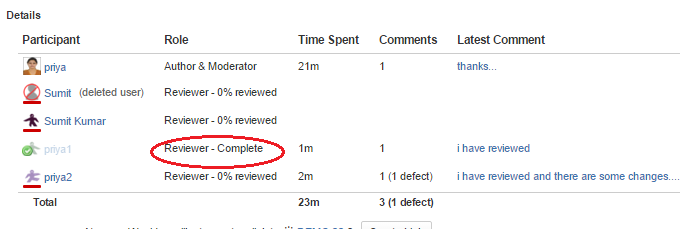 Details
Participant Role Time Spent Comments Latest Comment
priya Author & Moderator 21m 1 thanks...
Sumit (deleted user) Reviewer - 0% reviewed
Sumit Kumar Reviewer - 0% reviewed
priya1 Reviewer - Complete 1m 1 i have reviewed
priya2 Reviewer - 0% reviewed 2m 1 (1 defect) i have reviewed and there are some changes....
Total 23m 3 (1 defect)